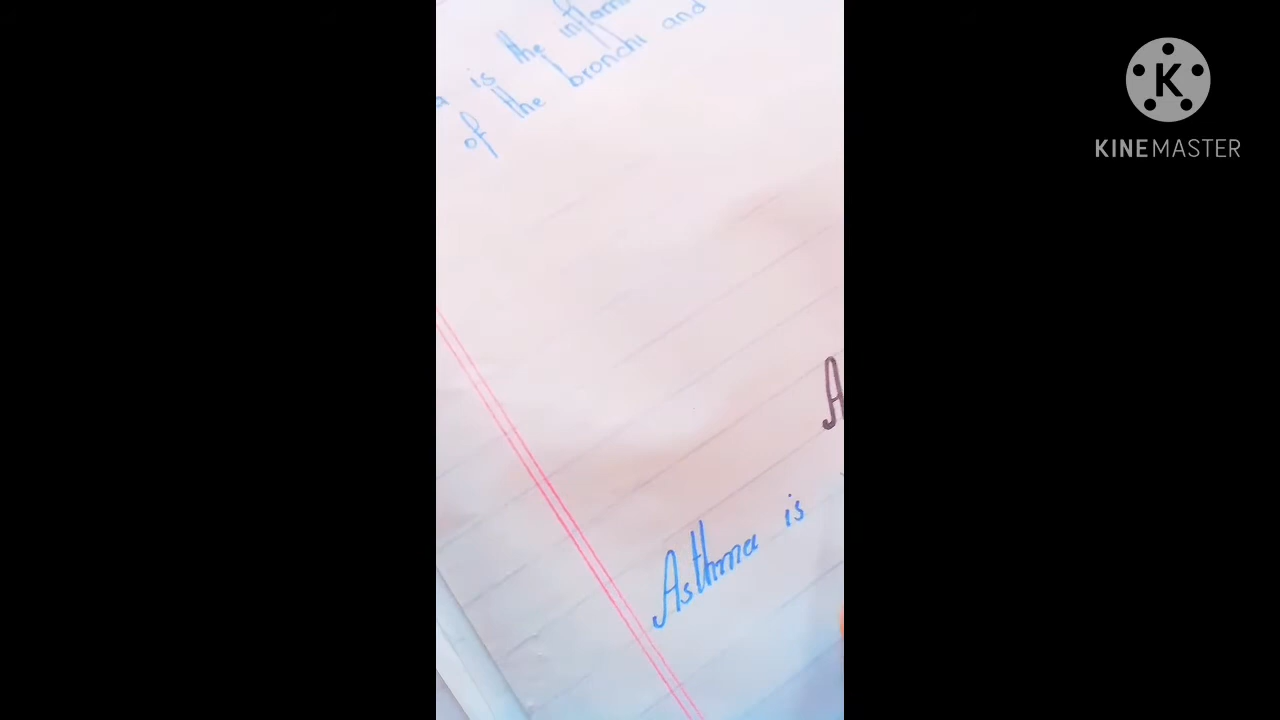 is the
of the bronchi and
A
Asthma is
K
KINEMASTER